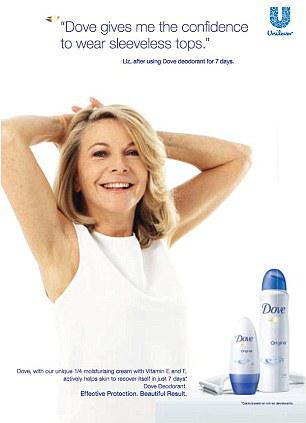 "Dove gives me the confidence
to wear sleeveless tops."
Unilever
Liz, after using Dove deodorant for 7 days.
Dove
Original
Dove
Original
Dove, with our unique 1/4 moisturising cream with Vitamin E and F,
actively helps skin to recover itself in just 7 days*
Dove Deodorant.
Effective Protection. Beautiful Result.